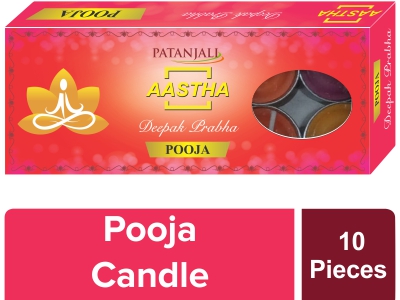 POOJA
Deepak Prabha
AASTHA
PATANJALI
AASTHA
Deepak Prabha
POOJA
POOJA
Deepak Prabha
Pooja
Candle
10
Pieces